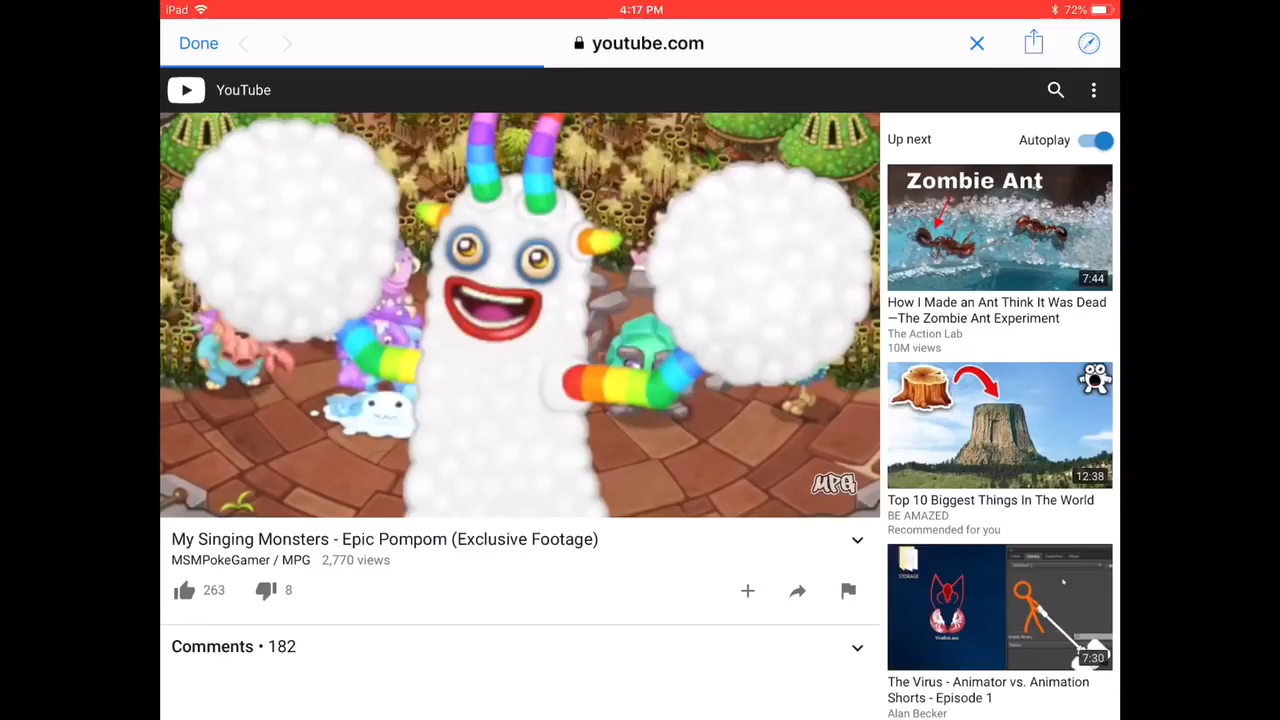 iPad
4:17 PM
72%
Done
youtube.com
YouTube
Up next
Autoplay
Zombie Ant
7:44
How I Made an Ant Think It Was Dead
—The Zombie Ant Experiment
The Action Lab
10M views
12:38
Top 10 Biggest Things In The World
BE AMAZED
Recommended for you
STORAGE
7:30
The Virus - Animator vs. Animation
Shorts - Episode 1
Alan Becker
MPG
My Singing Monsters - Epic Pompom (Exclusive Footage)
MSMPokeGamer / MPG 2,770 views
263
8
Comments • 182